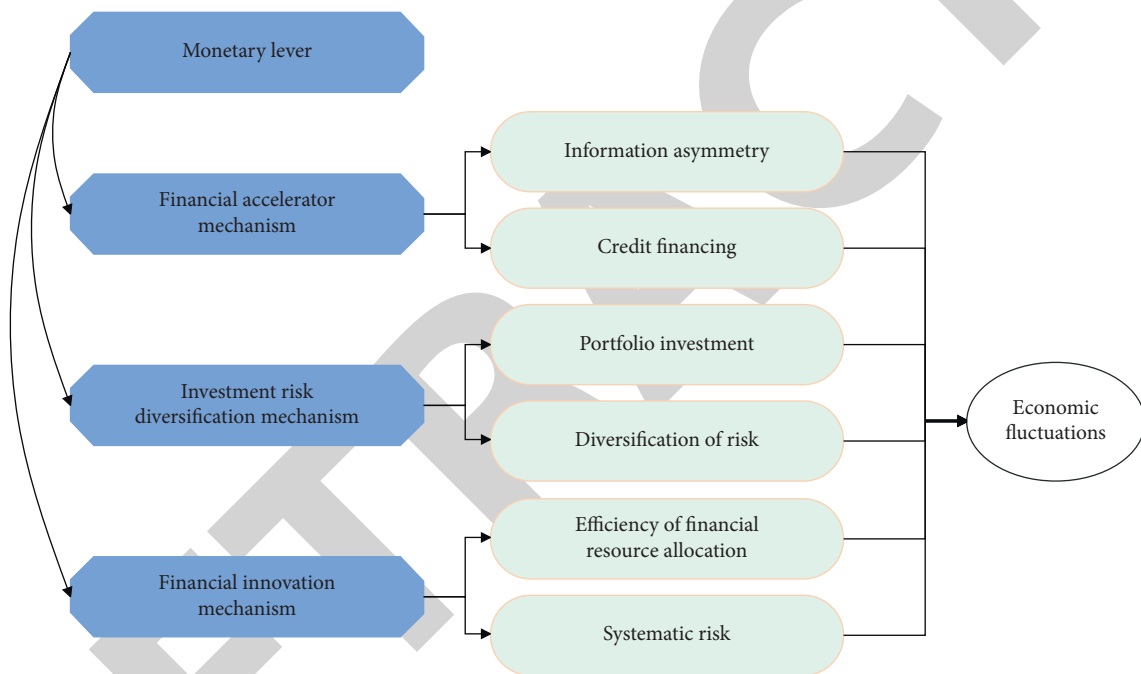 Monetary lever
Financial accelerator
mechanism
Investment risk
diversification mechanism
Financial innovation
mechanism
Information asymmetry
Credit financing
Portfolio investment
Diversification of risk
Efficiency of financial
resource allocation
Systematic risk
Economic
fluctuations